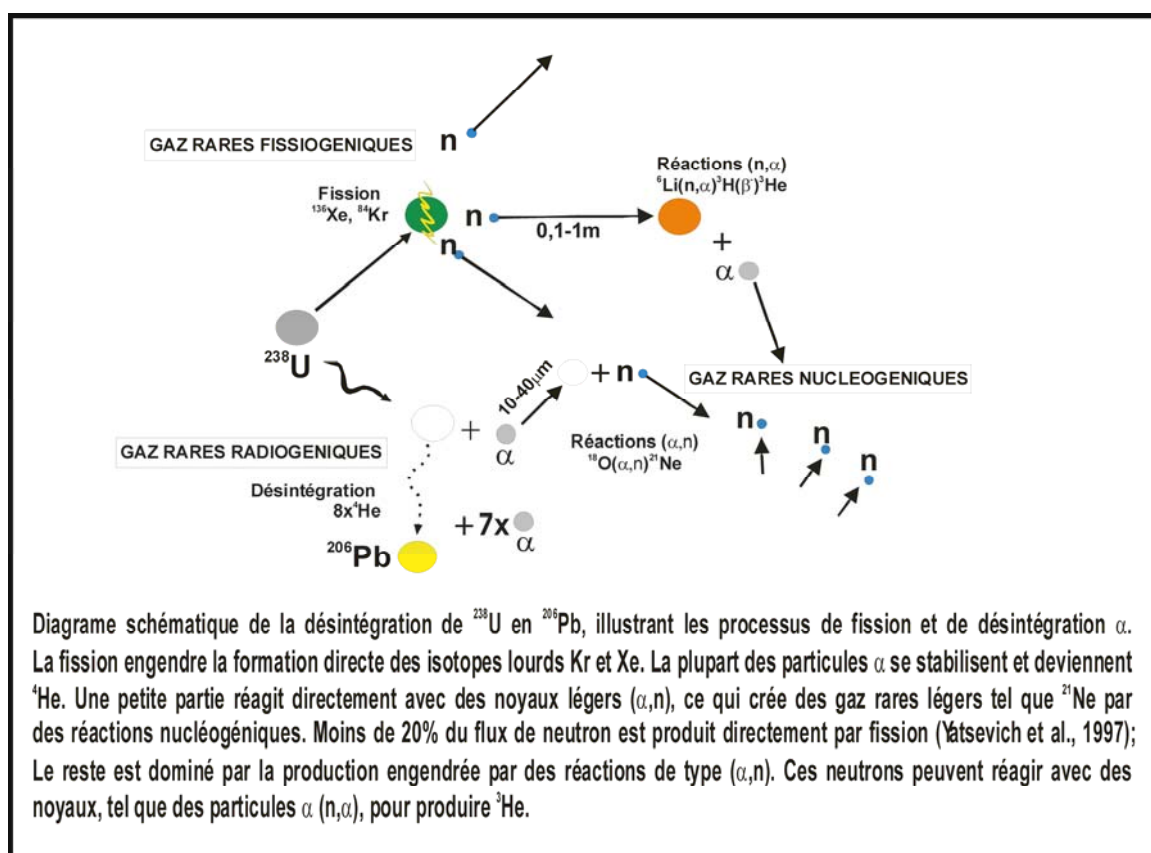 n
GAZ RARES FISSIOGENIQUES
Réactions (n,α)
⁶Li(n,α)³H(β⁻)³He
Fission
¹³⁶Xe, ⁸⁴Kr
n
0,1-1m
n
+
α
²³⁸U
10-40μm
+ n
GAZ RARES NUCLEOGENIQUES
+
α
n
n
n
GAZ RARES RADIOGENIQUES
Réactions (α,n)
¹⁸O(α,n)²¹Ne
Désintégration
8x⁴He
+ 7x
α
²⁰⁶Pb
Diagrame schématique de la désintégration de ²³⁸U en ²⁰⁶Pb, illustrant les processus de fission et de désintégration α.
La fission engendre la formation directe des isotopes lourds Kr et Xe. La plupart des particules α se stabilisent et deviennent
⁴He. Une petite partie réagit directement avec des noyaux légers (α,n), ce qui crée des gaz rares légers tel que ²¹Ne par
des réactions nucléogéniques. Moins de 20% du flux de neutron est produit directement par fission (Yatsevich et al., 1997);
Le reste est dominé par la production engendrée par des réactions de type (α,n). Ces neutrons peuvent réagir avec des
noyaux, tel que des particules α (n,α), pour produire ³He.